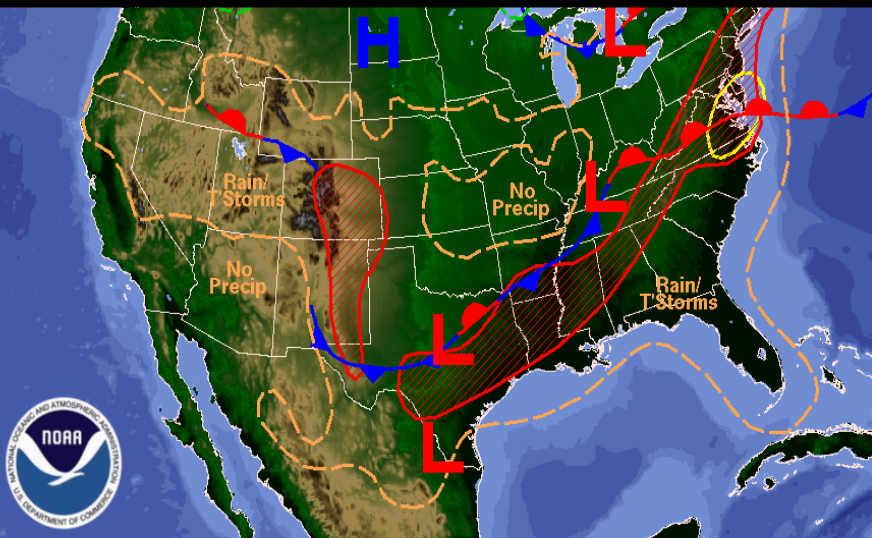 H
L
Rain/
T'Storms
No
Precip
L
No
Precip
Rain/
T'Storms
L
L
NOAA
NATIONAL OCEANIC AND ATMOSPHERIC ADMINISTRATION
U.S. DEPARTMENT OF COMMERCE